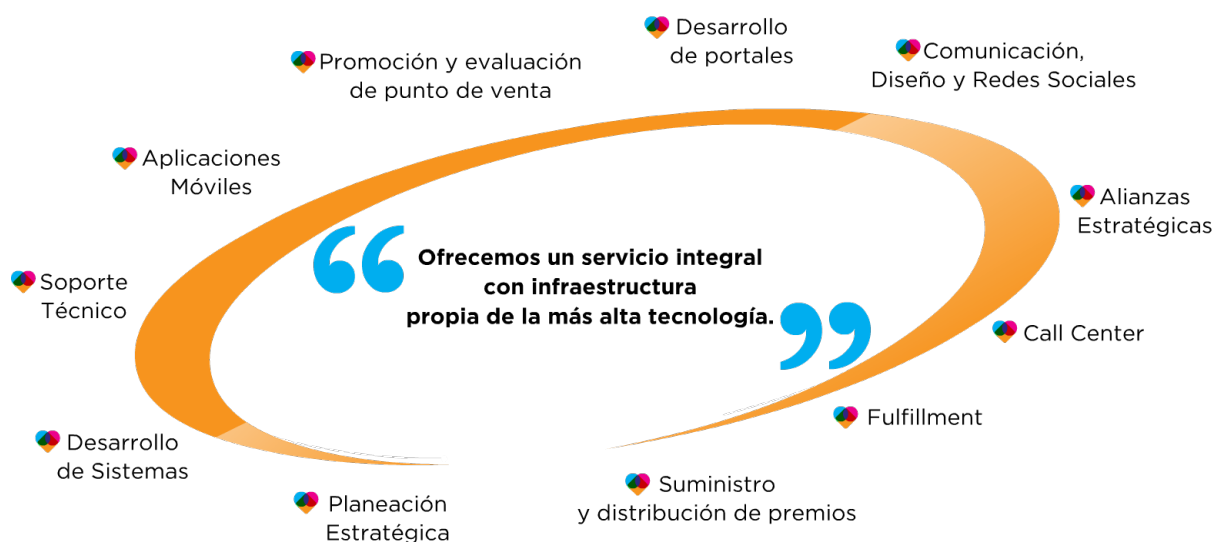 Desarrollo
de portales
Comunicación,
Diseño y Redes Sociales
Promoción y evaluación
de punto de venta
Aplicaciones
Móviles
Alianzas
Estratégicas
Soporte
Técnico
Ofrecemos un servicio integral
con infraestructura
propia de la más alta tecnología.
Call Center
Fulfillment
Desarrollo
de Sistemas
Planeación
Estratégica
Suministro
y distribución de premios